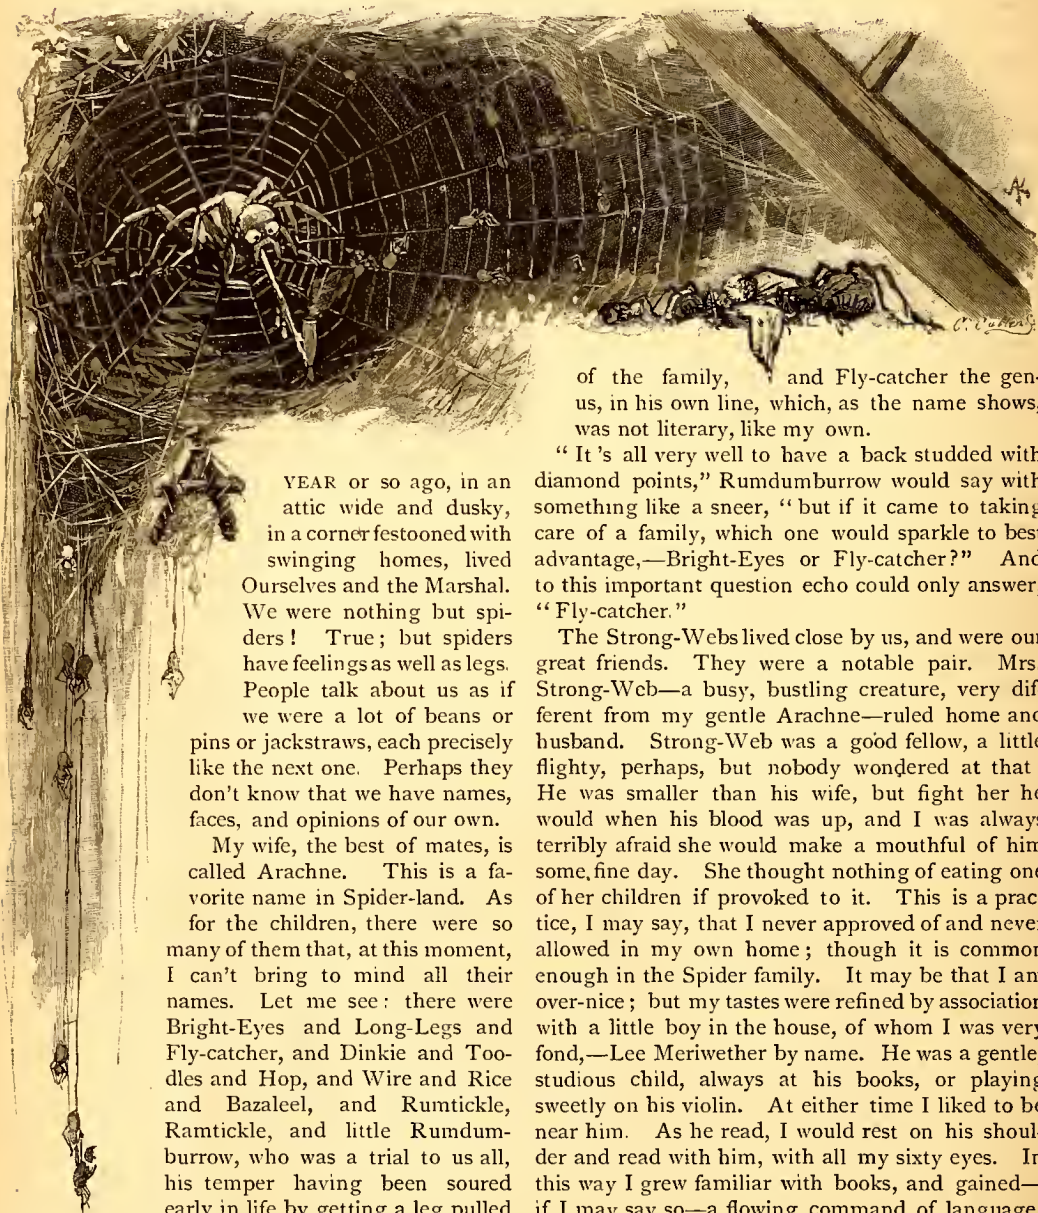 YEAR or so ago, in an
attic wide and dusky,
in a corner festooned with
swinging homes, lived
Ourselves and the Marshal.
We were nothing but spi-
ders! True; but spiders
have feelings as well as legs.
People talk about us as if
we were a lot of beans or
pins or jackstraws, each precisely
like the next one. Perhaps they
don't know that we have names,
faces, and opinions of our own.
My wife, the best of mates, is
called Arachne. This is a fa-
vorite name in Spider-land. As
for the children, there were so
many of them that, at this moment,
I can't bring to mind all their
names. Let me see: there were
Bright-Eyes and Long-Legs and
Fly-catcher, and Dinkie and Too-
dles and Hop, and Wire and Rice
and Bazaleel, and Rumtickle,
Ramtickle, and little Rumdum-
burrow, who was a trial to us all,
his temper having been soured
early in life by getting a leg pulled
of the family, and Fly-catcher the gen-
us, in his own line, which, as the name shows,
was not literary, like my own.
"It's all very well to have a back studded with
diamond points," Rumdumburrow would say with
something like a sneer, "but if it came to taking
care of a family, which one would sparkle to best
advantage,—Bright-Eyes or Fly-catcher?" And
to this important question echo could only answer,
"Fly-catcher."
The Strong-Webs lived close by us, and were our
great friends. They were a notable pair. Mrs.
Strong-Web—a busy, bustling creature, very dif-
ferent from my gentle Arachne—ruled home and
husband. Strong-Web was a good fellow, a little
flighty, perhaps, but nobody wondered at that
He was smaller than his wife, but fight her he
would when his blood was up, and I was always
terribly afraid she would make a mouthful of him
some fine day. She thought nothing of eating one
of her children if provoked to it. This is a prac-
tice, I may say, that I never approved of and never
allowed in my own home; though it is common
enough in the Spider family. It may be that I am
over-nice; but my tastes were refined by association
with a little boy in the house, of whom I was very
fond,—Lee Meriwether by name. He was a gentle,
studious child, always at his books, or playing
sweetly on his violin. At either time I liked to be
near him. As he read, I would rest on his shoul-
der and read with him, with all my sixty eyes. In
this way I grew familiar with books, and gained—
if I may say so—a flowing command of language